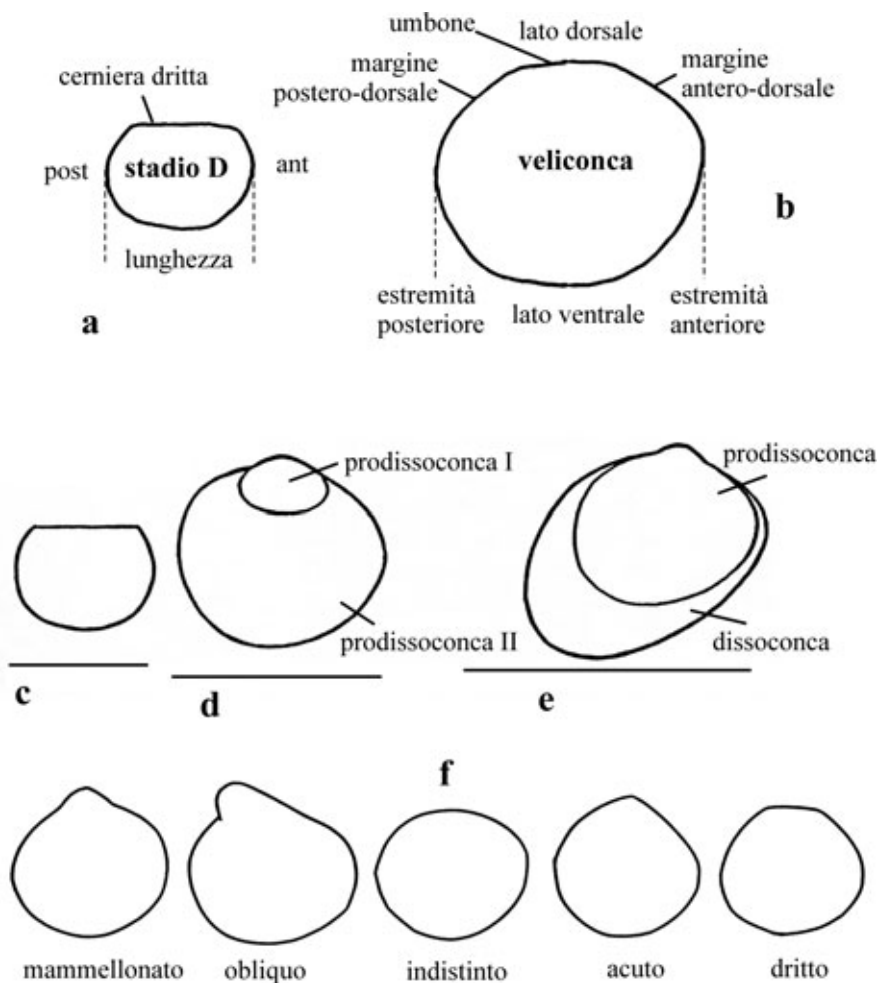 umbone
lato dorsale
margine
postero-dorsale
margine
antero-dorsale
cerniera dritta
post
stadio D
ant
veliconca
b
lunghezza
a
estremità
posteriore
lato ventrale
estremità
anteriore
prodissoconca I
prodissoconca
prodissoconca II
dissoconca
c
d
e
f
mammellonato
obliquo
indistinto
acuto
dritto